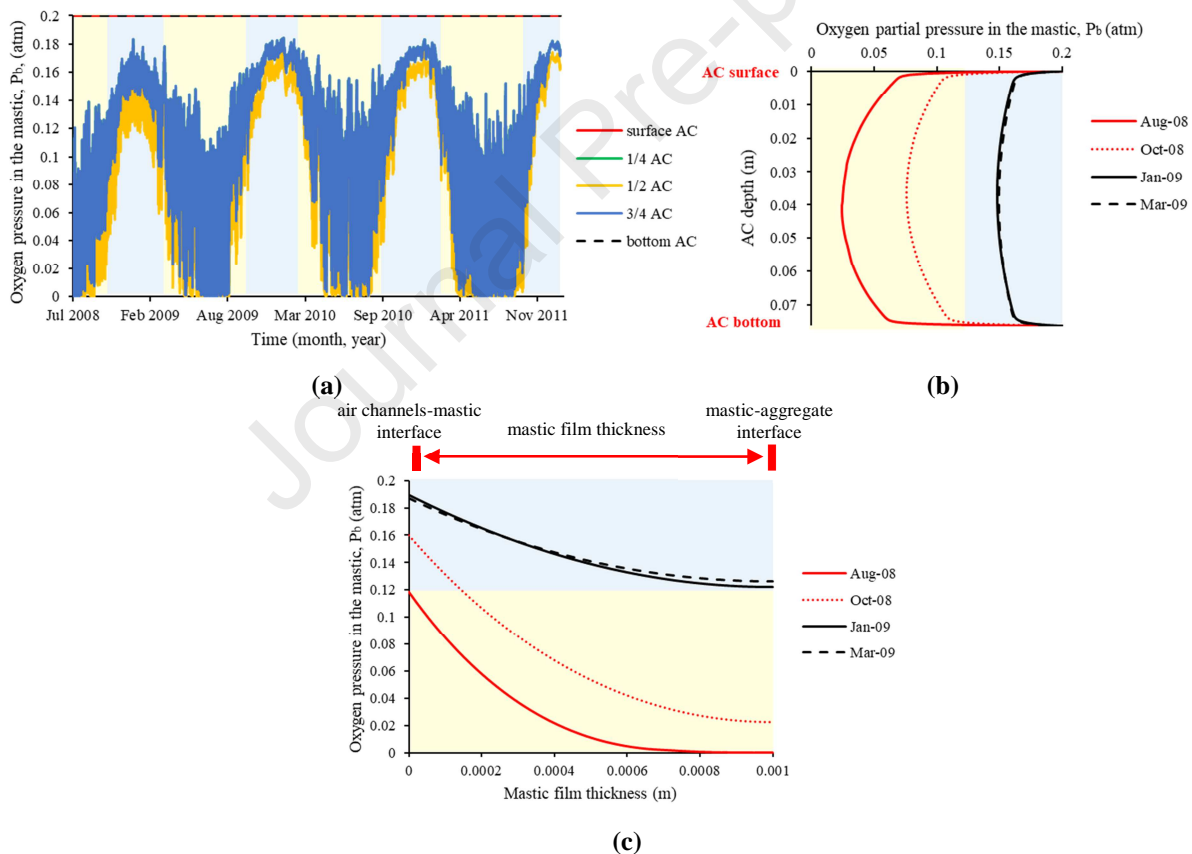 Oxygen pressure in the mastic, Pb, (atm)
0.2
0.18
0.16
0.14
0.12
0.1
0.08
0.06
0.04
0.02
0
Jul 2008 Feb 2009 Aug 2009 Mar 2010 Sep 2010 Apr 2011 Nov 2011
Time (month, year)
surface AC
1/4 AC
1/2 AC
3/4 AC
bottom AC
(a)
Oxygen partial pressure in the mastic, Pb (atm)
0 0.05 0.1 0.15 0.2
AC surface
AC bottom
AC depth (m)
0
0.01
0.02
0.03
0.04
0.05
0.06
0.07
Aug-08
Oct-08
Jan-09
Mar-09
(b)
Journal Pre-p
air channels-mastic
interface
mastic film thickness
mastic-aggregate
interface
Oxygen pressure in the mastic, Pb (atm)
0.2
0.18
0.16
0.14
0.12
0.1
0.08
0.06
0.04
0.02
0
0 0.0002 0.0004 0.0006 0.0008 0.001
Mastic film thickness (m)
Aug-08
Oct-08
Jan-09
Mar-09
(c)